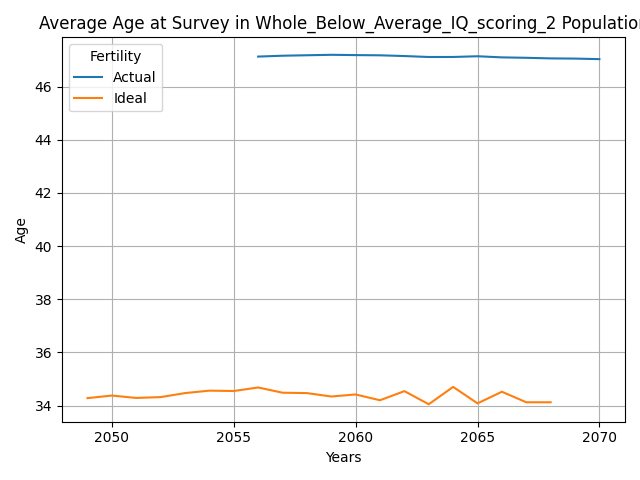 Average Age at Survey in Whole_Below_Average_IQ_scoring_2 Population
Fertility
Actual
Ideal
46
44
42
40
38
36
34
Age
2050 2055 2060 2065 2070
Years